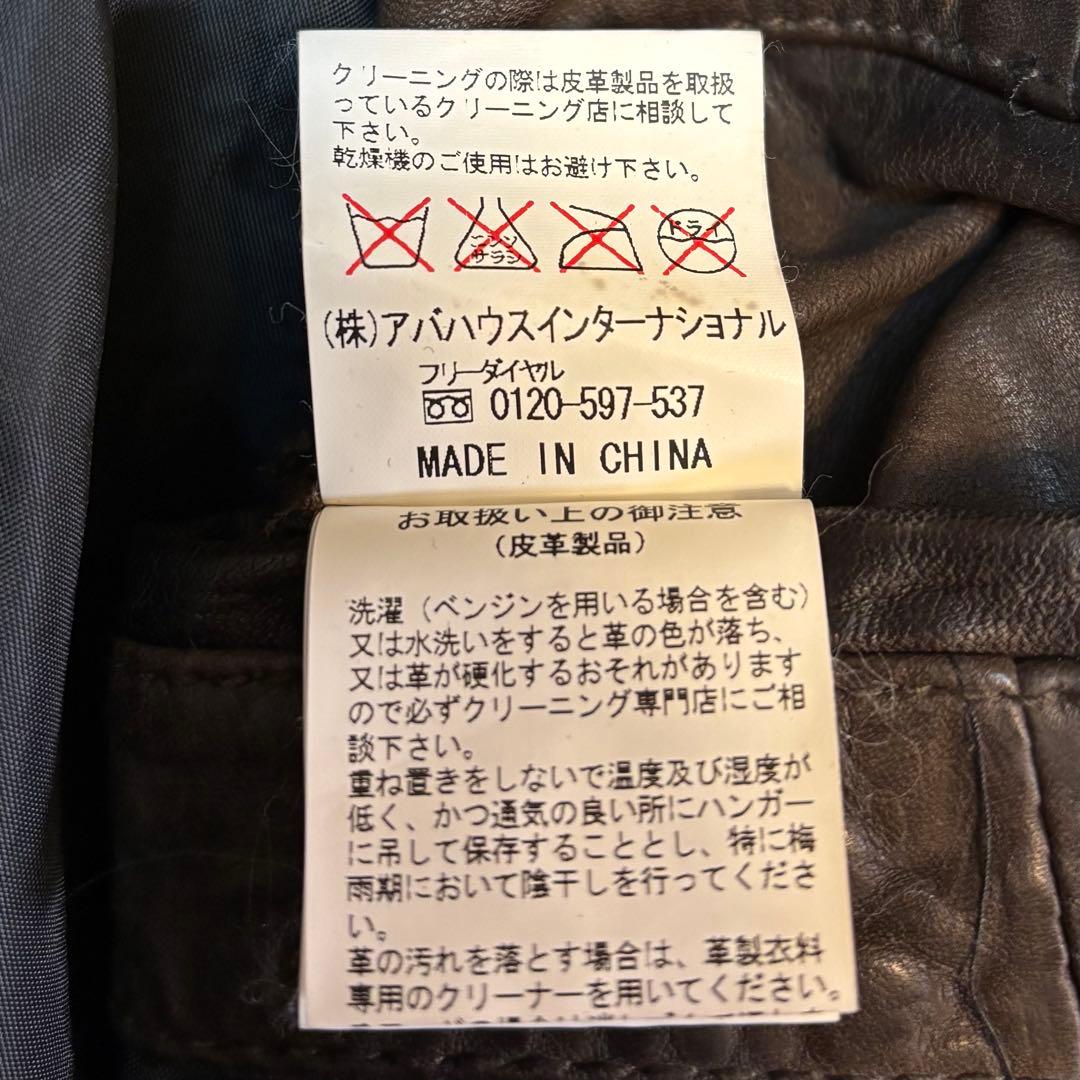 クリーニングの際は皮革製品を取扱
っているクリーニング店に相談して
下さい。
乾燥機のご使用はお避け下さい。
エンソ
サラシ
ドライ
(株)アバハウスインターナショナル
フリーダイヤル
0120-597-537
MADE IN CHINA
お取扱い上の御注意
(皮革製品)
洗濯(ベンジンを用いる場合を含む)
又は水洗いをすると革の色が落ち、
又は革が硬化するおそれがあります
ので必ずクリーニング専門店にご相
談下さい。
重ね置きをしないで温度及び湿度が
低く、かつ通気の良い所にハンガー
に吊して保存することとし、特に梅
雨期において陰干しを行ってくださ
い。
革の汚れを落とす場合は、革製衣料
専用のクリーナーを用いてください。